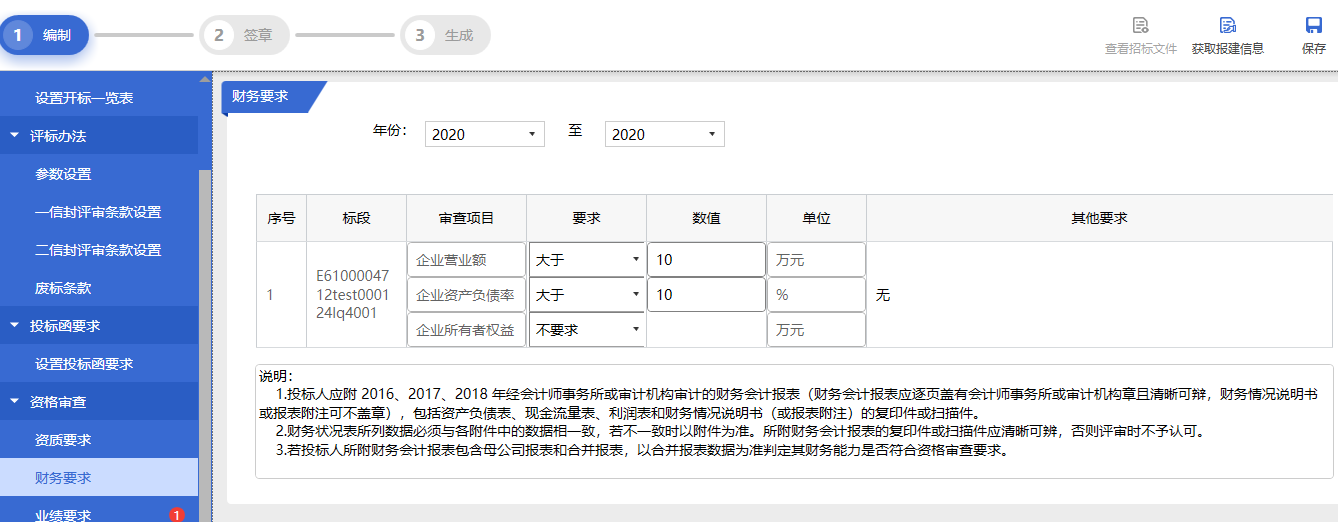 1 编制
2 签章
3 生成
查看招标文件 获取报建信息 保存
设置开标一览表
评标办法
参数设置
一信封评审条款设置
二信封评审条款设置
废标条款
投标函要求
设置投标函要求
资格审查
资质要求
财务要求
业绩要求 1
财务要求
年份： 2020 至 2020
序号 标段 审查项目 要求 数值 单位 其他要求
1
E61000047
12test0001
24lq4001
企业营业额 大于 10 万元
企业资产负债率 大于 10 %
企业所有者权益 不要求 万元
无
说明：
1.投标人应附 2016、2017、2018 年经会计师事务所或审计机构审计的财务会计报表（财务会计报表应逐页盖有会计师事务所或审计机构章且清晰可辩，财务情况说明书
或报表附注可不盖章），包括资产负债表、现金流量表、利润表和财务情况说明书（或报表附注）的复印件或扫描件。
2.财务状况表所列数据必须与各附件中的数据相一致，若不一致时以附件为准。所附财务会计报表的复印件或扫描件应清晰可辨，否则评审时不予认可。
3.若投标人所附财务会计报表包含母公司报表和合并报表，以合并报表数据为准判定其财务能力是否符合资格审查要求。